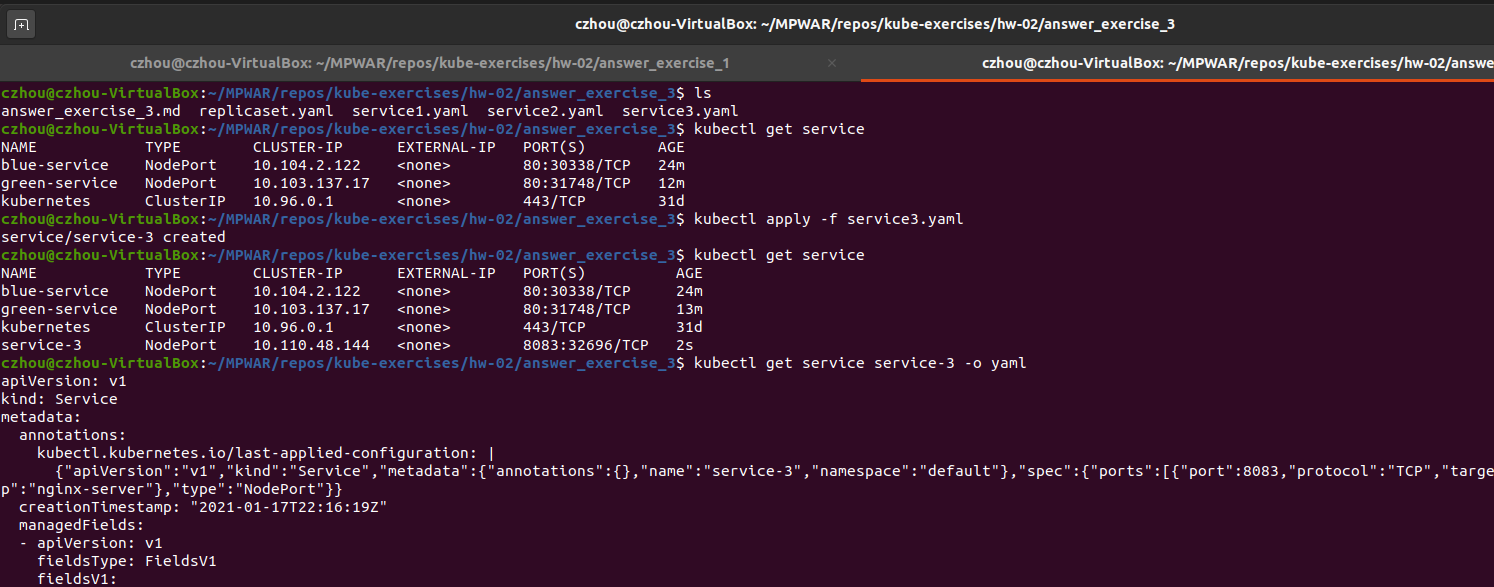 czhou@czhou-VirtualBox: ~/MPWAR/repos/kube-exercises/hw-02/answer_exercise_3
czhou@czhou-VirtualBox: ~/MPWAR/repos/kube-exercises/hw-02/answer_exercise_1 × czhou@czhou-VirtualBox: ~/MPWAR/repos/kube-exercises/hw-02/answe
czhou@czhou-VirtualBox:~/MPWAR/repos/kube-exercises/hw-02/answer_exercise_3$ ls
answer_exercise_3.md  replicaset.yaml  service1.yaml  service2.yaml  service3.yaml
czhou@czhou-VirtualBox:~/MPWAR/repos/kube-exercises/hw-02/answer_exercise_3$ kubectl get service
NAME            TYPE        CLUSTER-IP      EXTERNAL-IP   PORT(S)        AGE
blue-service    NodePort    10.104.2.122    <none>        80:30338/TCP   24m
green-service   NodePort    10.103.137.17   <none>        80:31748/TCP   12m
kubernetes      ClusterIP   10.96.0.1       <none>        443/TCP        31d
czhou@czhou-VirtualBox:~/MPWAR/repos/kube-exercises/hw-02/answer_exercise_3$ kubectl apply -f service3.yaml
service/service-3 created
czhou@czhou-VirtualBox:~/MPWAR/repos/kube-exercises/hw-02/answer_exercise_3$ kubectl get service
NAME            TYPE        CLUSTER-IP      EXTERNAL-IP   PORT(S)          AGE
blue-service    NodePort    10.104.2.122    <none>        80:30338/TCP     24m
green-service   NodePort    10.103.137.17   <none>        80:31748/TCP     13m
kubernetes      ClusterIP   10.96.0.1       <none>        443/TCP          31d
service-3       NodePort    10.110.48.144   <none>        8083:32696/TCP   2s
czhou@czhou-VirtualBox:~/MPWAR/repos/kube-exercises/hw-02/answer_exercise_3$ kubectl get service service-3 -o yaml
apiVersion: v1
kind: Service
metadata:
  annotations:
    kubectl.kubernetes.io/last-applied-configuration: |
      {"apiVersion":"v1","kind":"Service","metadata":{"annotations":{},"name":"service-3","namespace":"default"},"spec":{"ports":[{"port":8083,"protocol":"TCP","targe
p":"nginx-server"},"type":"NodePort"}}
  creationTimestamp: "2021-01-17T22:16:19Z"
  managedFields:
  - apiVersion: v1
    fieldsType: FieldsV1
    fieldsV1: